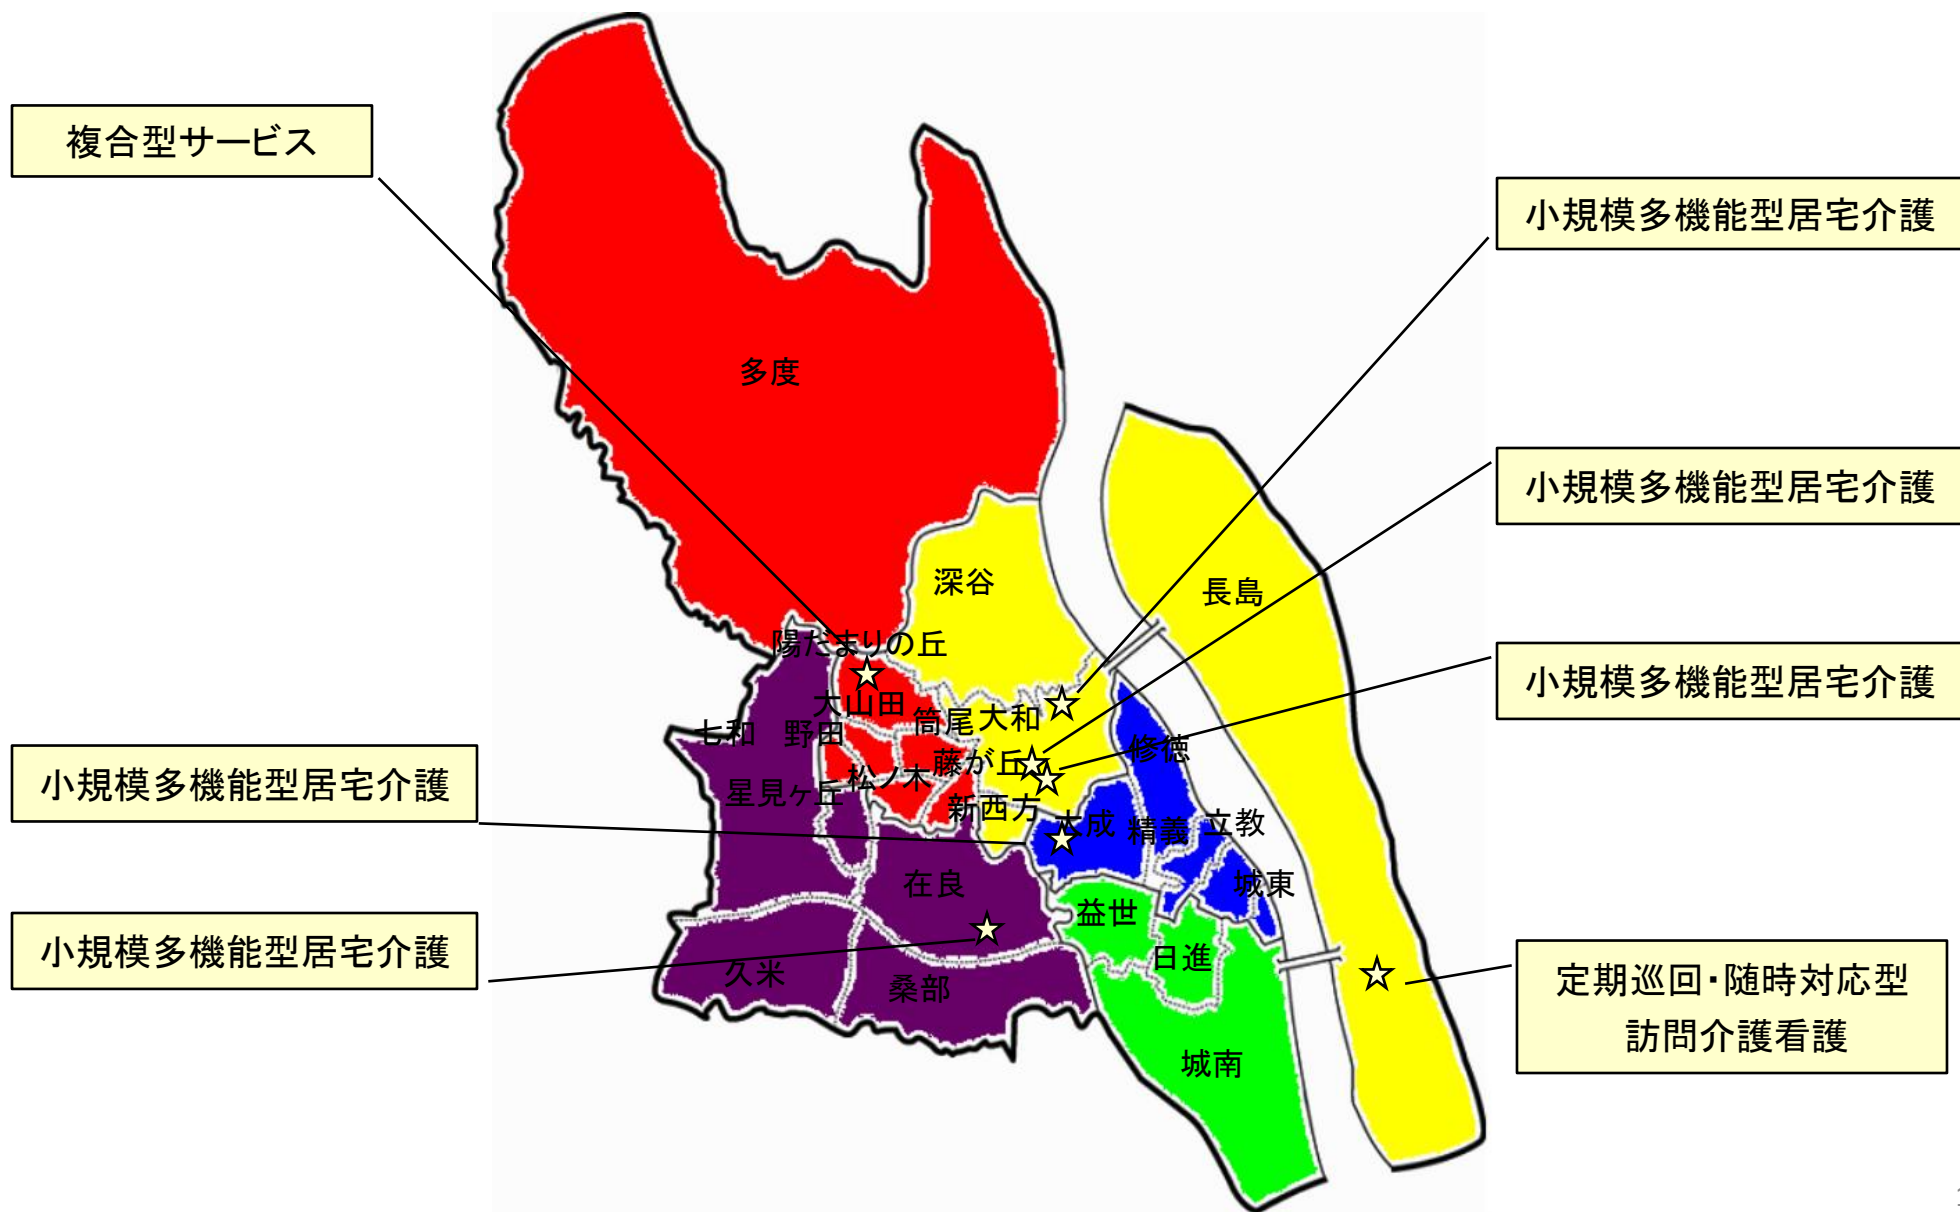 複合型サービス
小規模多機能型居宅介護
多度
小規模多機能型居宅介護
深谷
長島
陽だまりの丘
小規模多機能型居宅介護
大山田
筒尾
大和
七和
野田
修徳
藤が丘
松ノ木
小規模多機能型居宅介護
星見ヶ丘
新西方
大成
精義
立教
在良
城東
益世
小規模多機能型居宅介護
日進
久米
桑部
定期巡回・随時対応型
訪問介護看護
城南